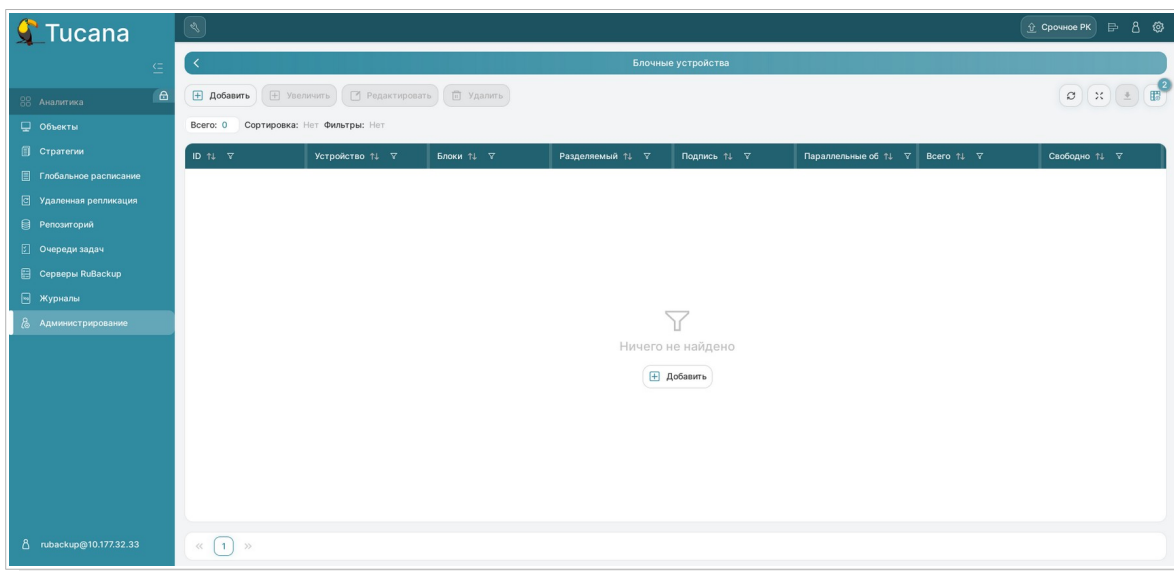 Tucana
Срочное РК
Блочные устройства
Аналитика
Объекты
Стратегии
Глобальное расписание
Удаленная репликация
Репозиторий
Очереди задач
Серверы RuBackup
Журналы
Администрирование
rubackup@10.177.32.33
Добавить Увеличить Редактировать Удалить
2
Всего: 0 Сортировка: Нет Фильтры: Нет
ID Устройство Блоки Разделяемый Подпись Параллельные об Всего Свободно
Ничего не найдено
Добавить
« 1 »